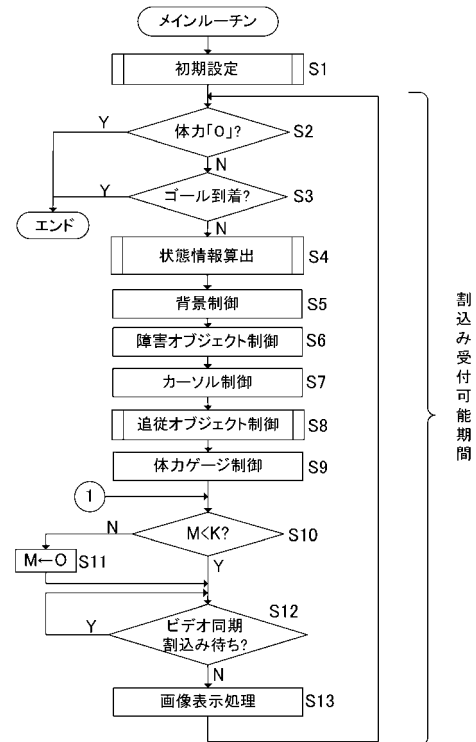 メインルーチン
初期設定 S1
体力「0」? S2
Y
N
ゴール到着? S3
Y
N
エンド
状態情報算出 S4
背景制御 S5
障害オブジェクト制御 S6
カーソル制御 S7
追従オブジェクト制御 S8
体力ゲージ制御 S9
1
M<K? S10
N
Y
M←0 S11
ビデオ同期
割込み待ち? S12
Y
N
画像表示処理 S13
割込み受付可能期間